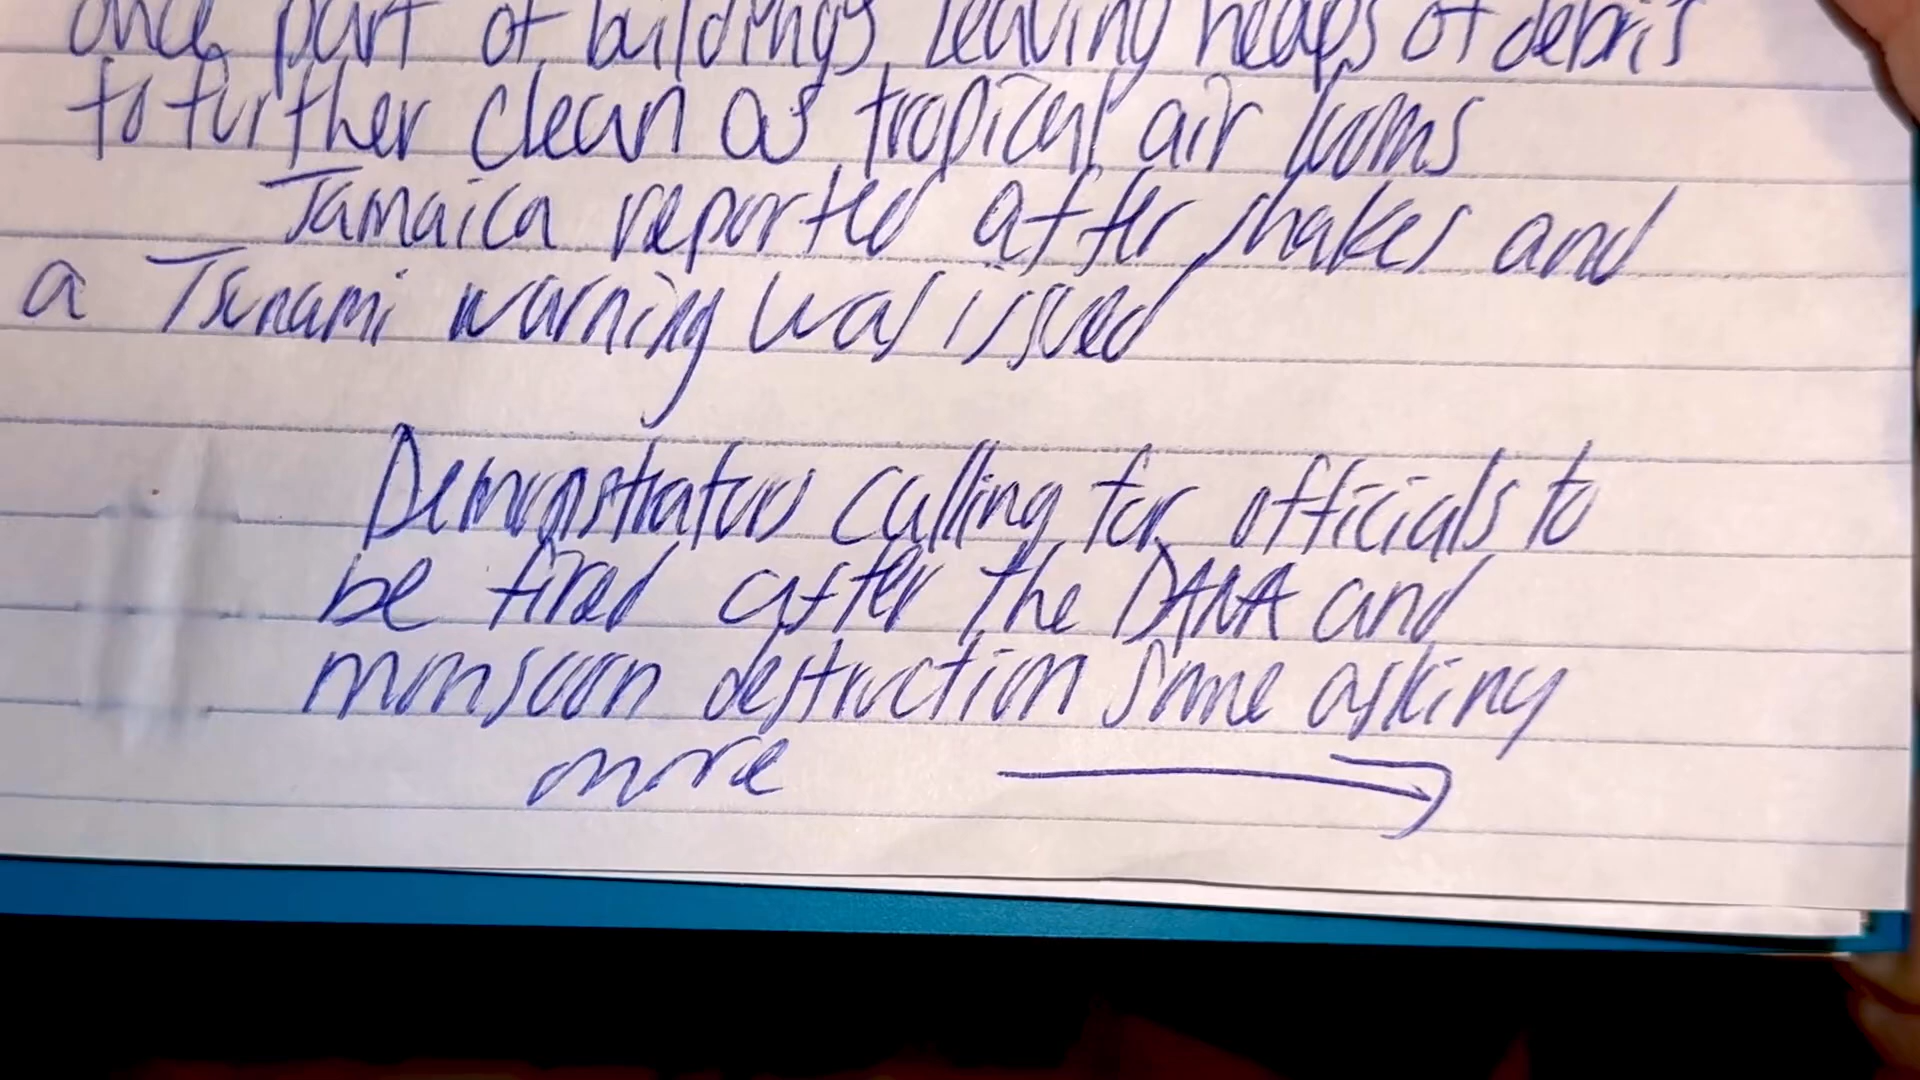 once part of buildings, leaving heaps of debris
to further clean as tropical air looms
Jamaica reported after shakes and
a Tsunami warning was issued
Demonstrators calling for officials to
be fired after the DANA and
monsoon destruction some asking
more